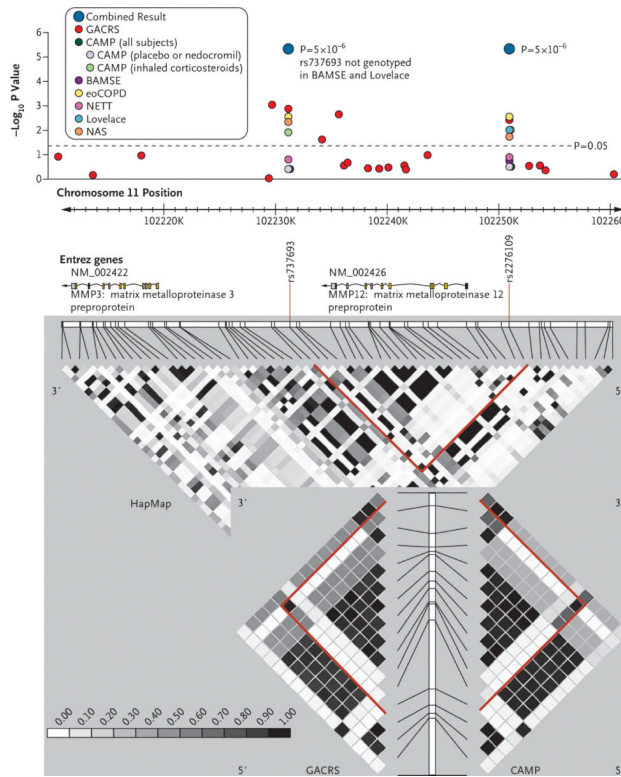 Combined Result
GACRS
CAMP (all subjects)
CAMP (placebo or nedocromil)
CAMP (inhaled corticosteroids)
BAMSE
eoCOPD
NETT
Lovelace
NAS
P=5×10⁻⁶
rs737693 not genotyped
in BAMSE and Lovelace
P=5×10⁻⁶
P=0.05
−Log₁₀ P Value
6
5
4
3
2
1
0
Chromosome 11 Position
102220K
102230K
102240K
102250K
102260
Entrez genes
NM_002422
MMP3: matrix metalloproteinase 3
preproprotein
rs737693
NM_002426
MMP12: matrix metalloproteinase 12
preproprotein
rs2276109
3′
5
HapMap
3′
3
0.00
0.10
0.20
0.30
0.40
0.50
0.60
0.70
0.80
0.90
1.00
5′
GACRS
CAMP
5